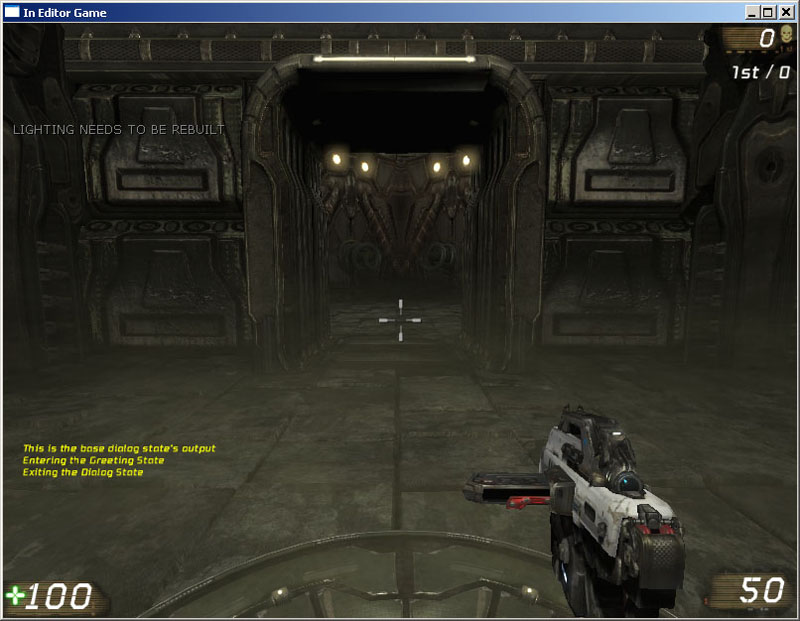 In Editor Game
0
1st / 0
LIGHTING NEEDS TO BE REBUILT
This is the base dialog state's output
Entering the Greeting State
Exiting the Dialog State
+100
50